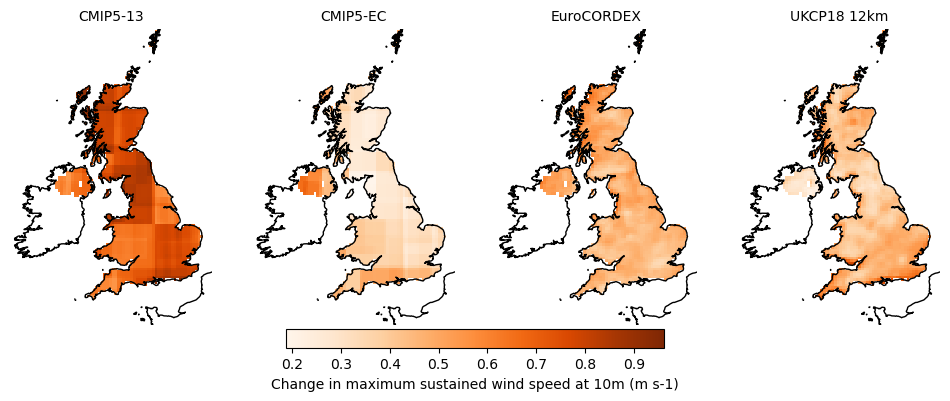 CMIP5-13 CMIP5-EC EuroCORDEX UKCP18 12km
0.2 0.3 0.4 0.5 0.6 0.7 0.8 0.9
Change in maximum sustained wind speed at 10m (m s-1)